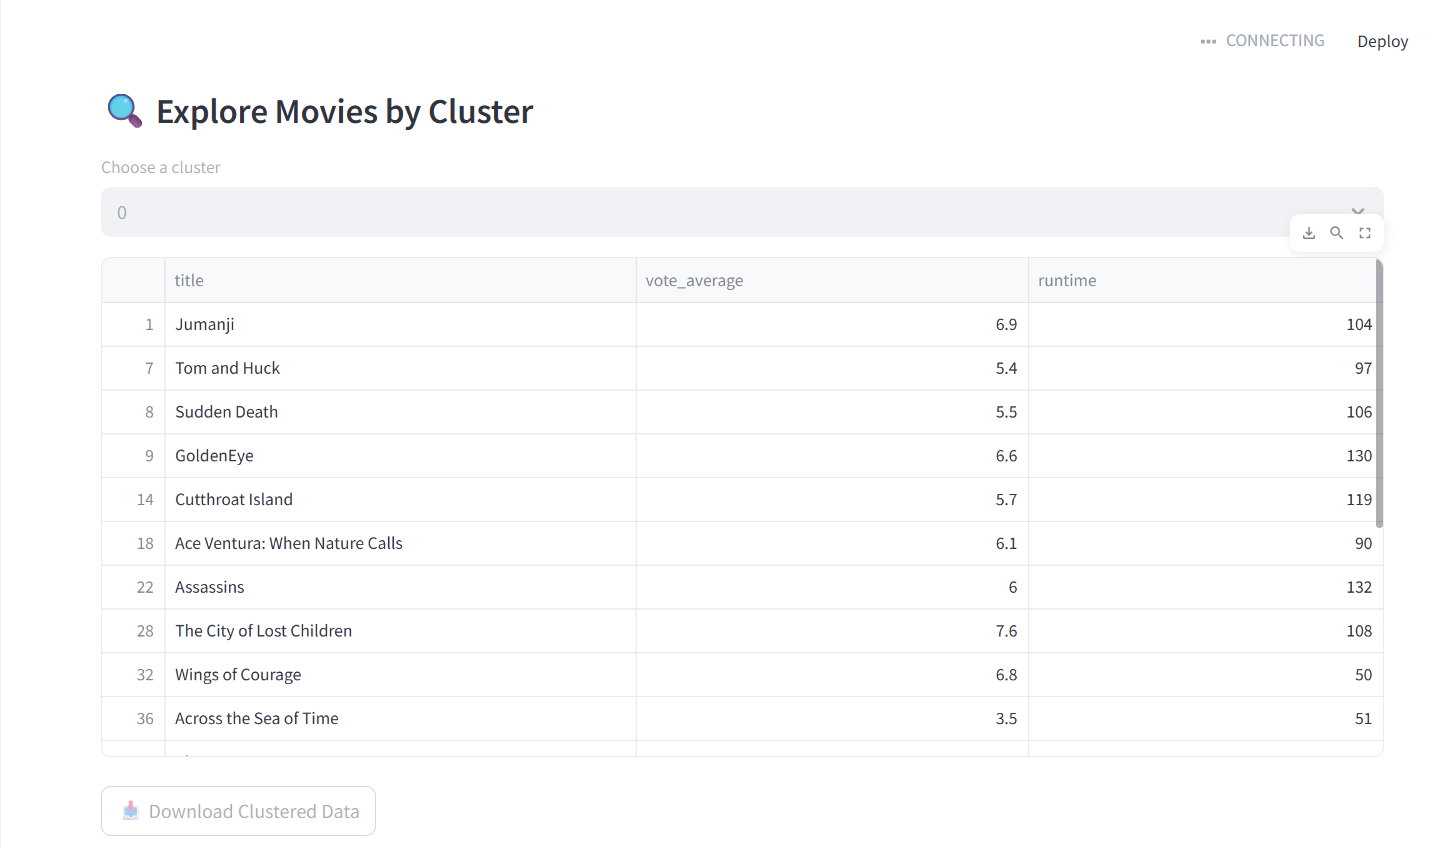 CONNECTING Deploy
Explore Movies by Cluster
Choose a cluster
0
title vote_average runtime
1 Jumanji 6.9 104
7 Tom and Huck 5.4 97
8 Sudden Death 5.5 106
9 GoldenEye 6.6 130
14 Cutthroat Island 5.7 119
18 Ace Ventura: When Nature Calls 6.1 90
22 Assassins 6 132
28 The City of Lost Children 7.6 108
32 Wings of Courage 6.8 50
36 Across the Sea of Time 3.5 51
Download Clustered Data